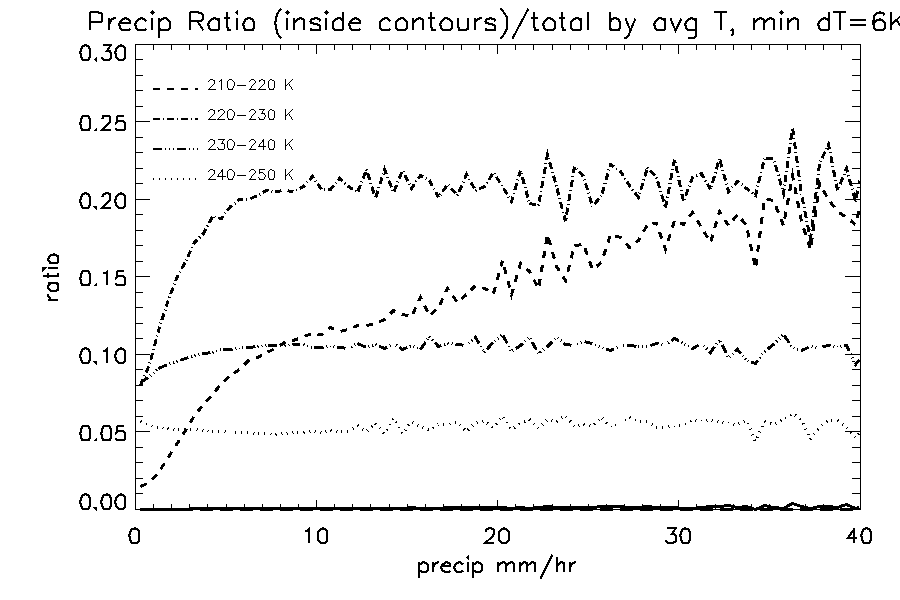 Precip Ratio (inside contours)/total by avg T, min dT=6K
0.30
210-220 K
220-230 K
0.25
230-240 K
240-250 K
0.20
0.15
ratio
0.10
0.05
0.00
0 10 20 30 40
precip mm/hr